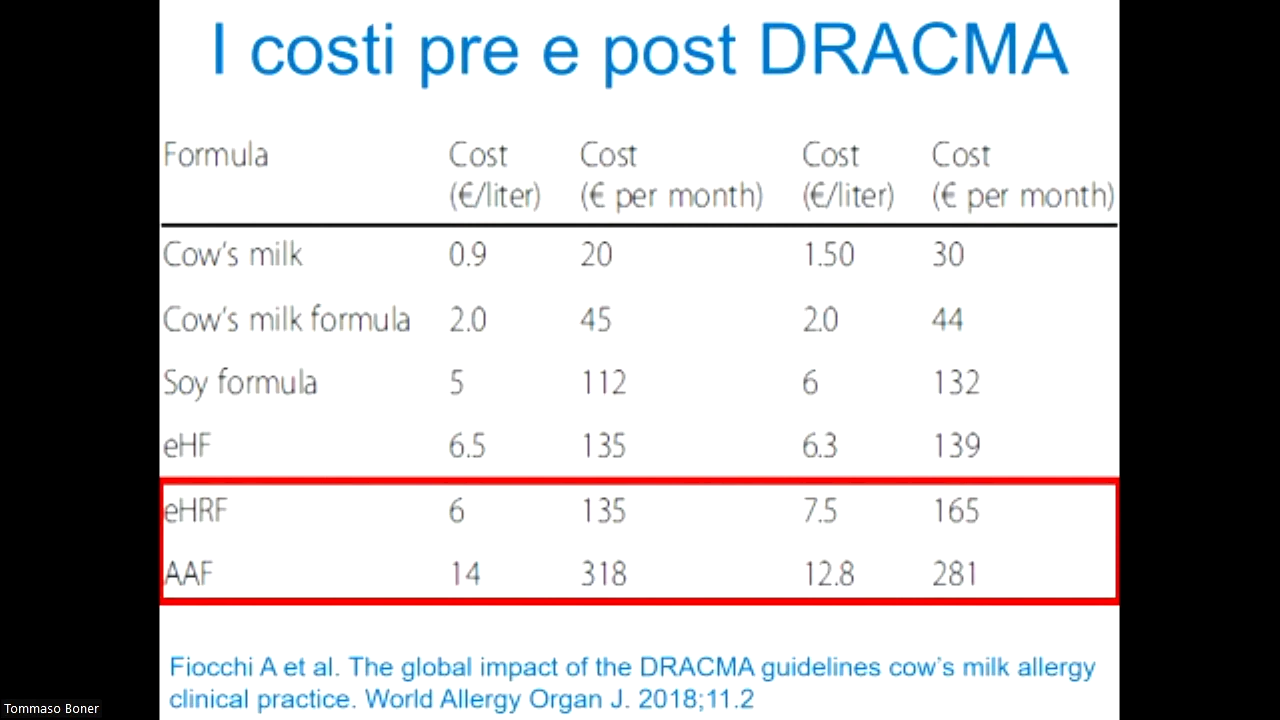 I costi pre e post DRACMA
Formula Cost Cost Cost Cost
(€/liter) (€ per month) (€/liter) (€ per month)
Cow's milk 0.9 20 1.50 30
Cow's milk formula 2.0 45 2.0 44
Soy formula 5 112 6 132
eHF 6.5 135 6.3 139
eHRF 6 135 7.5 165
AAF 14 318 12.8 281
Fiocchi A et al. The global impact of the DRACMA guidelines cow's milk allergy
clinical practice. World Allergy Organ J. 2018;11.2
Tommaso Boner